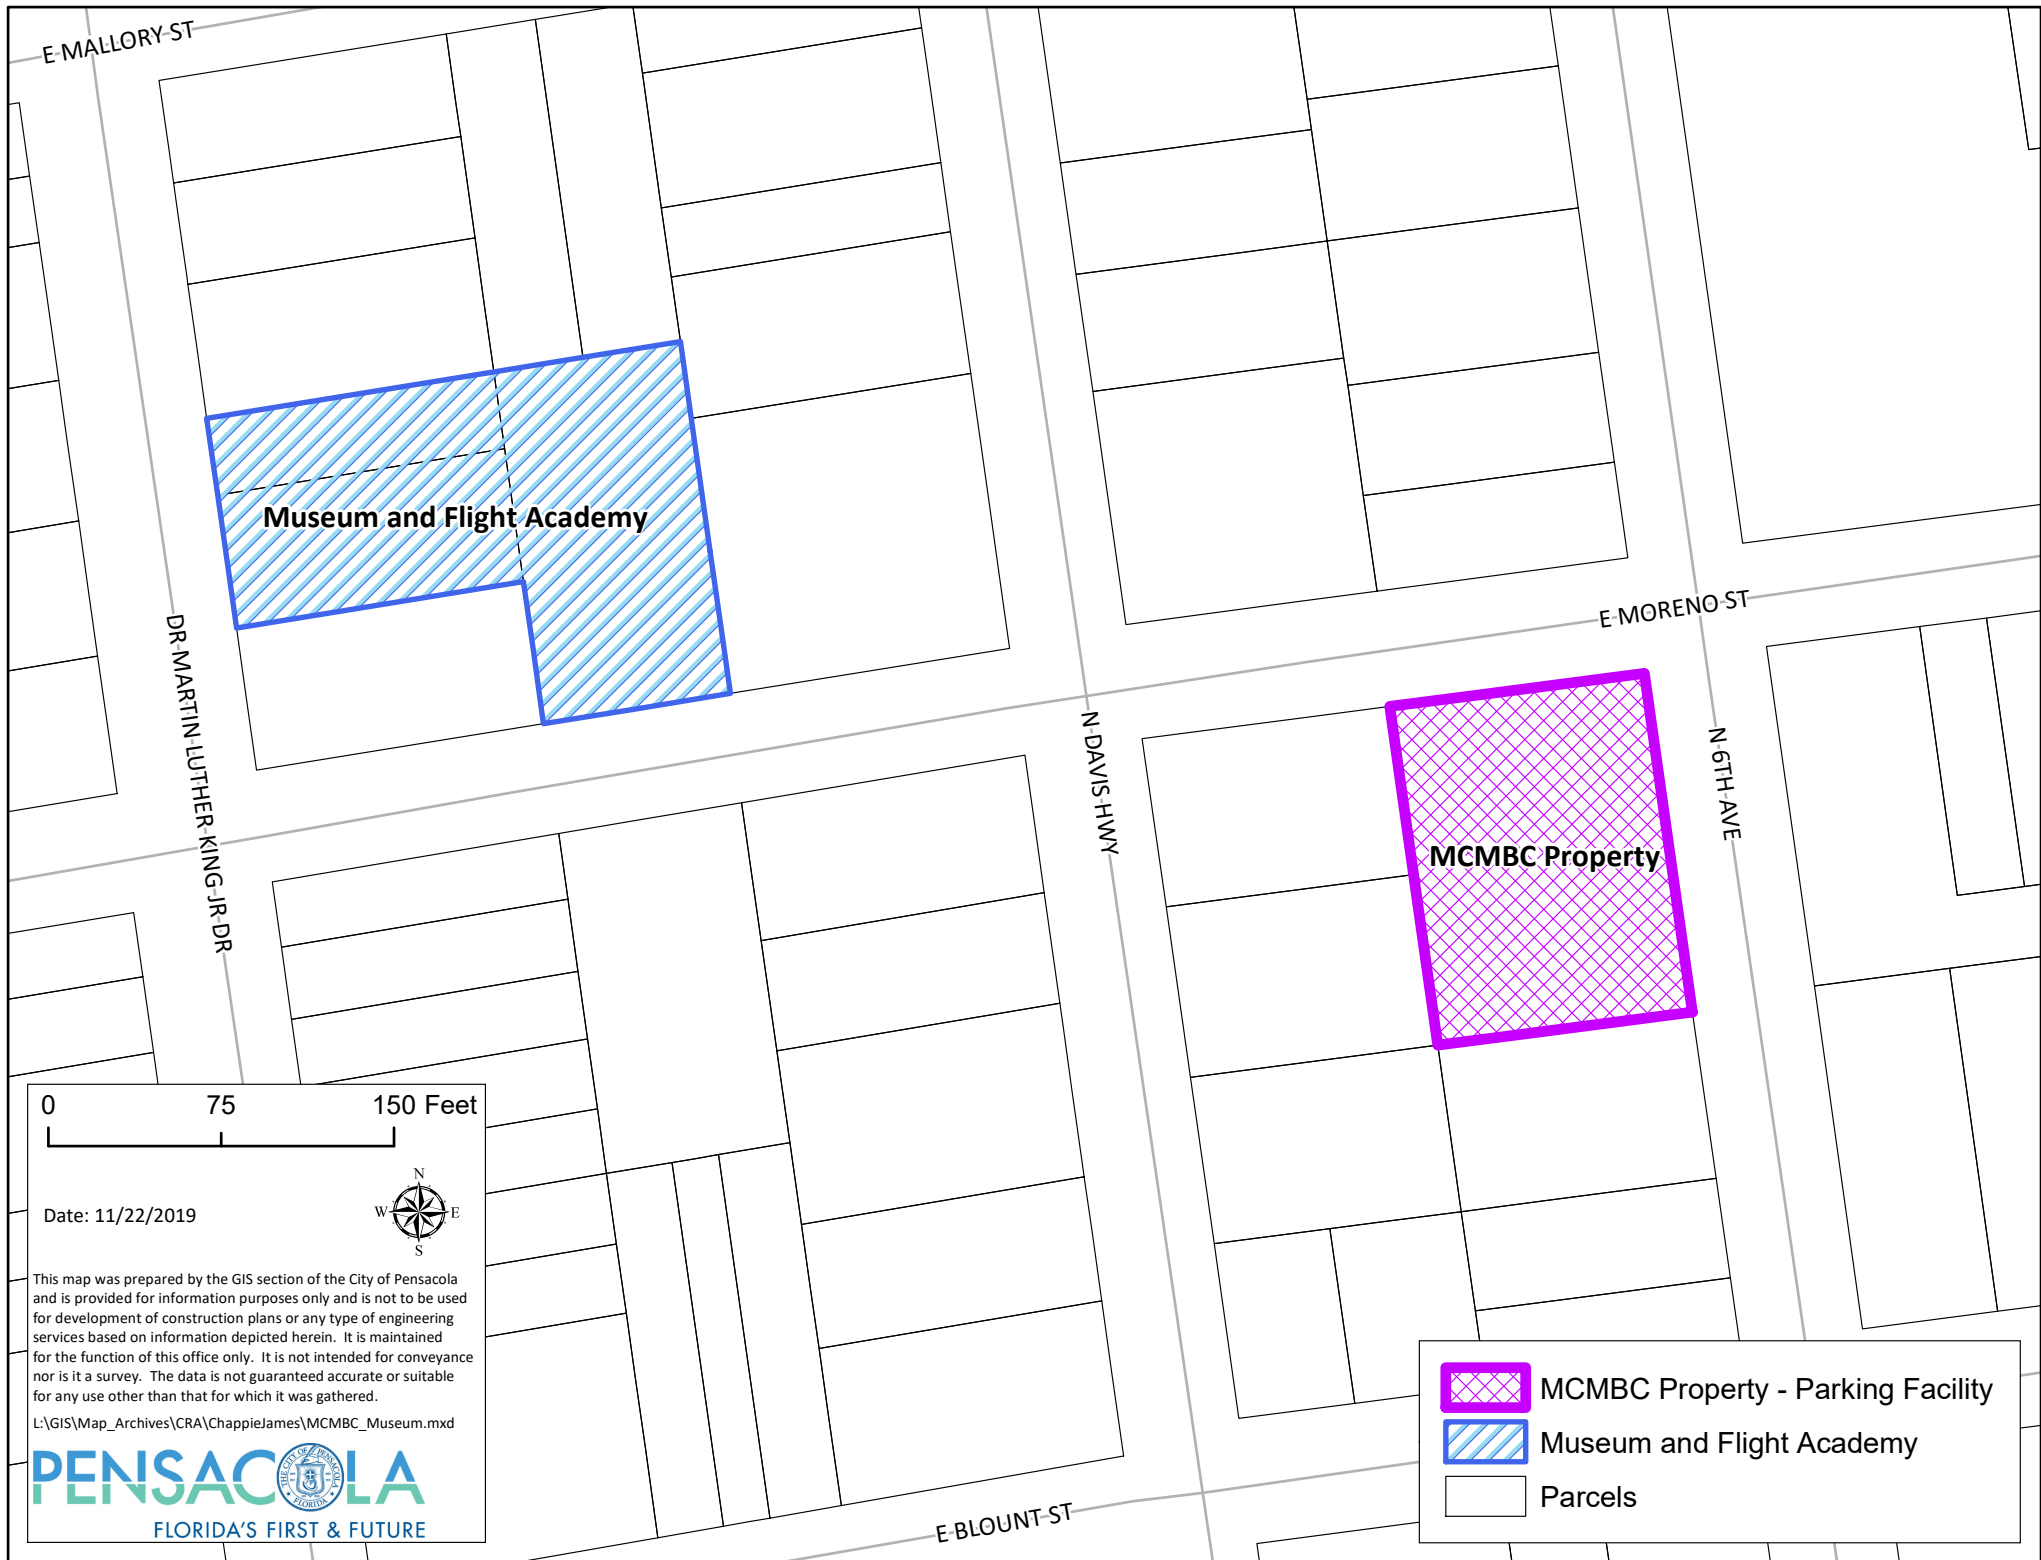 E MALLORY ST
Museum and Flight Academy
E MORENO ST
DR MARTIN LUTHER KING JR DR
N DAVIS HWY
N 6TH AVE
MCMBC Property
0 75 150 Feet
N
W E
S
Date: 11/22/2019
This map was prepared by the GIS section of the City of Pensacola
and is provided for information purposes only and is not to be used
for development of construction plans or any type of engineering
services based on information depicted herein. It is maintained
for the function of this office only. It is not intended for conveyance
nor is it a survey. The data is not guaranteed accurate or suitable
for any use other than that for which it was gathered.
L:\GIS\Map_Archives\CRA\ChappieJames\MCMBC_Museum.mxd
PENSACOLA
THE CITY OF PENSACOLA
FLORIDA
FLORIDA'S FIRST & FUTURE
E BLOUNT ST
MCMBC Property - Parking Facility
Museum and Flight Academy
Parcels